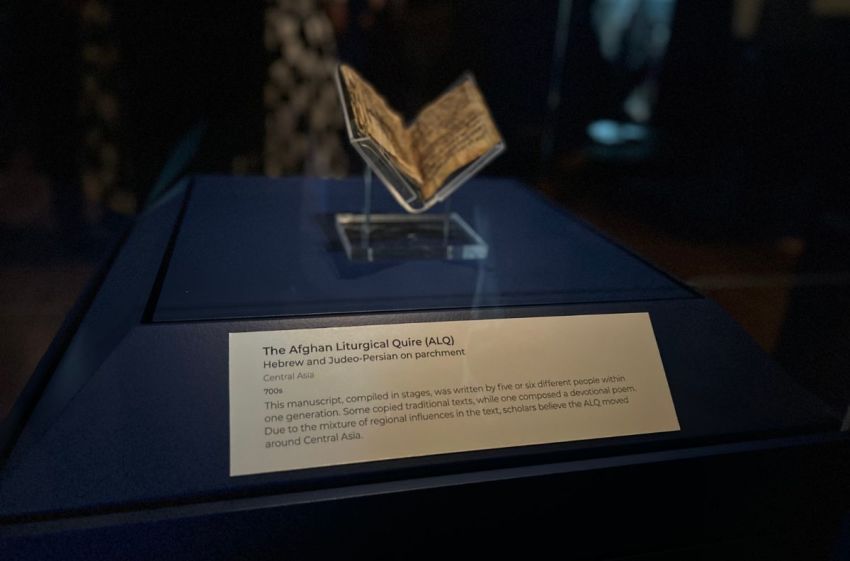 The Afghan Liturgical Quire (ALQ)
Hebrew and Judeo-Persian on parchment
Central Asia
700s
This manuscript, compiled in stages, was written by five or six different people within
one generation. Some copied traditional texts, while one composed a devotional poem.
Due to the mixture of regional influences in the text, scholars believe the ALQ moved
around Central Asia.